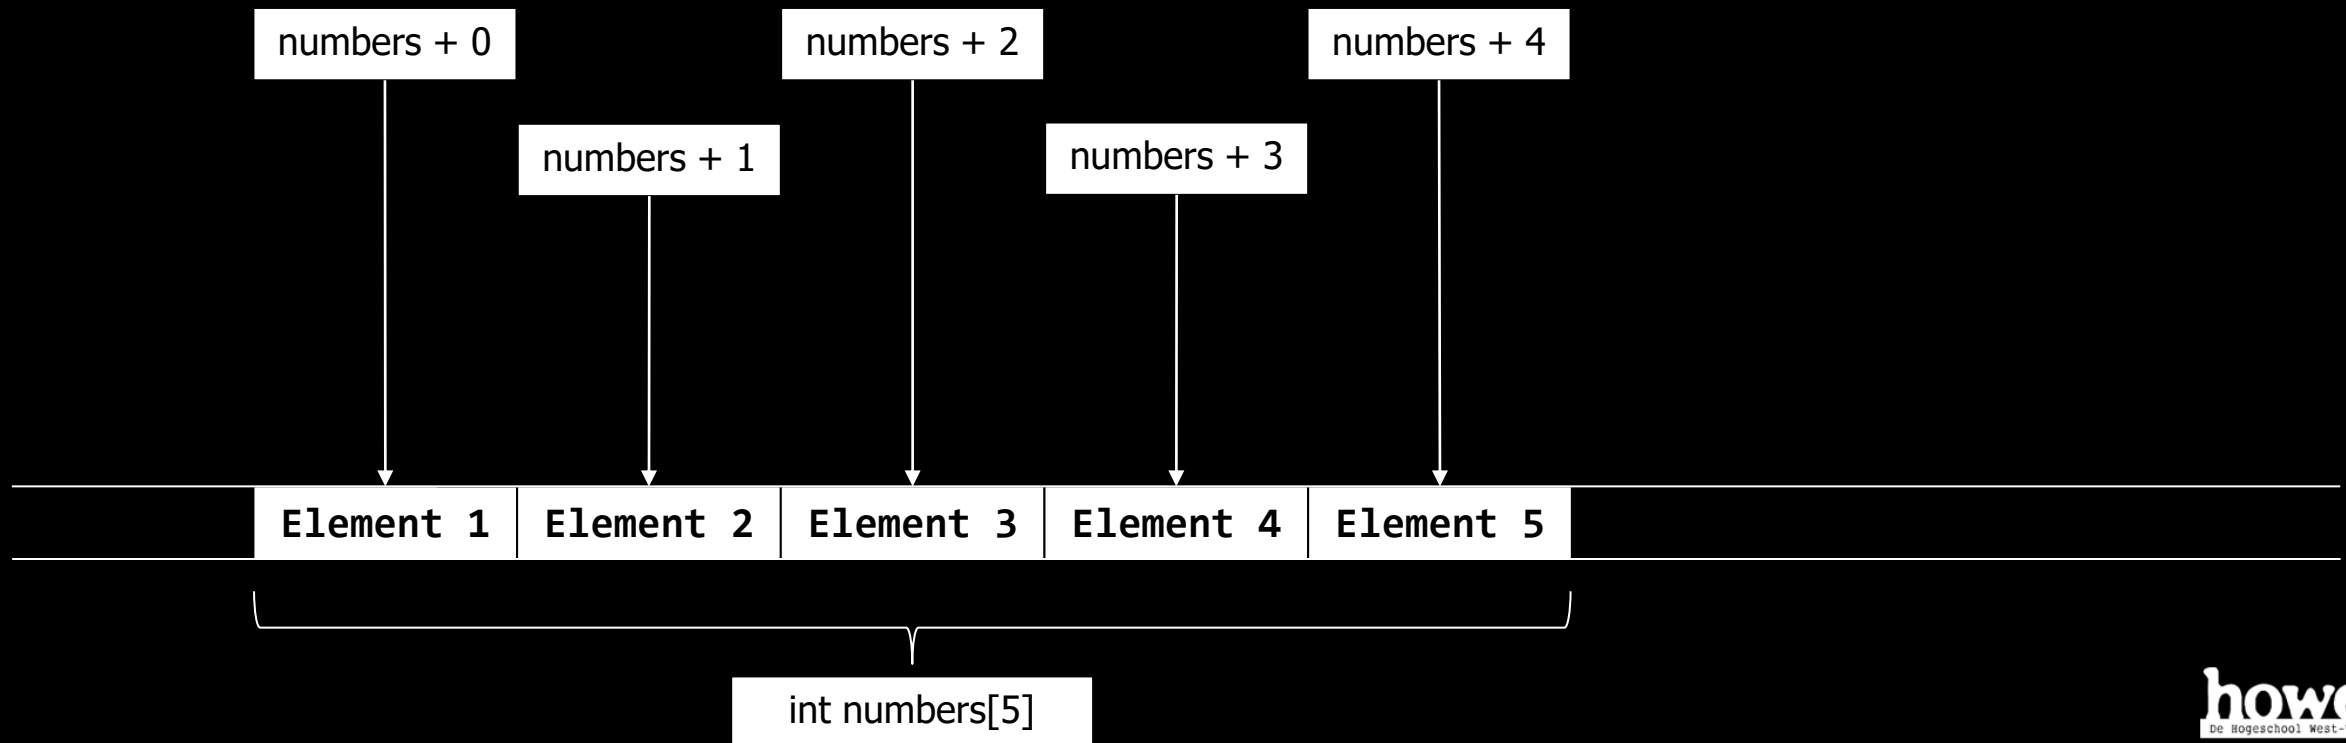 numbers + 0
numbers + 2
numbers + 4
numbers + 1
numbers + 3
Element 1
Element 2
Element 3
Element 4
Element 5
int numbers[5]
De Hogeschool West-